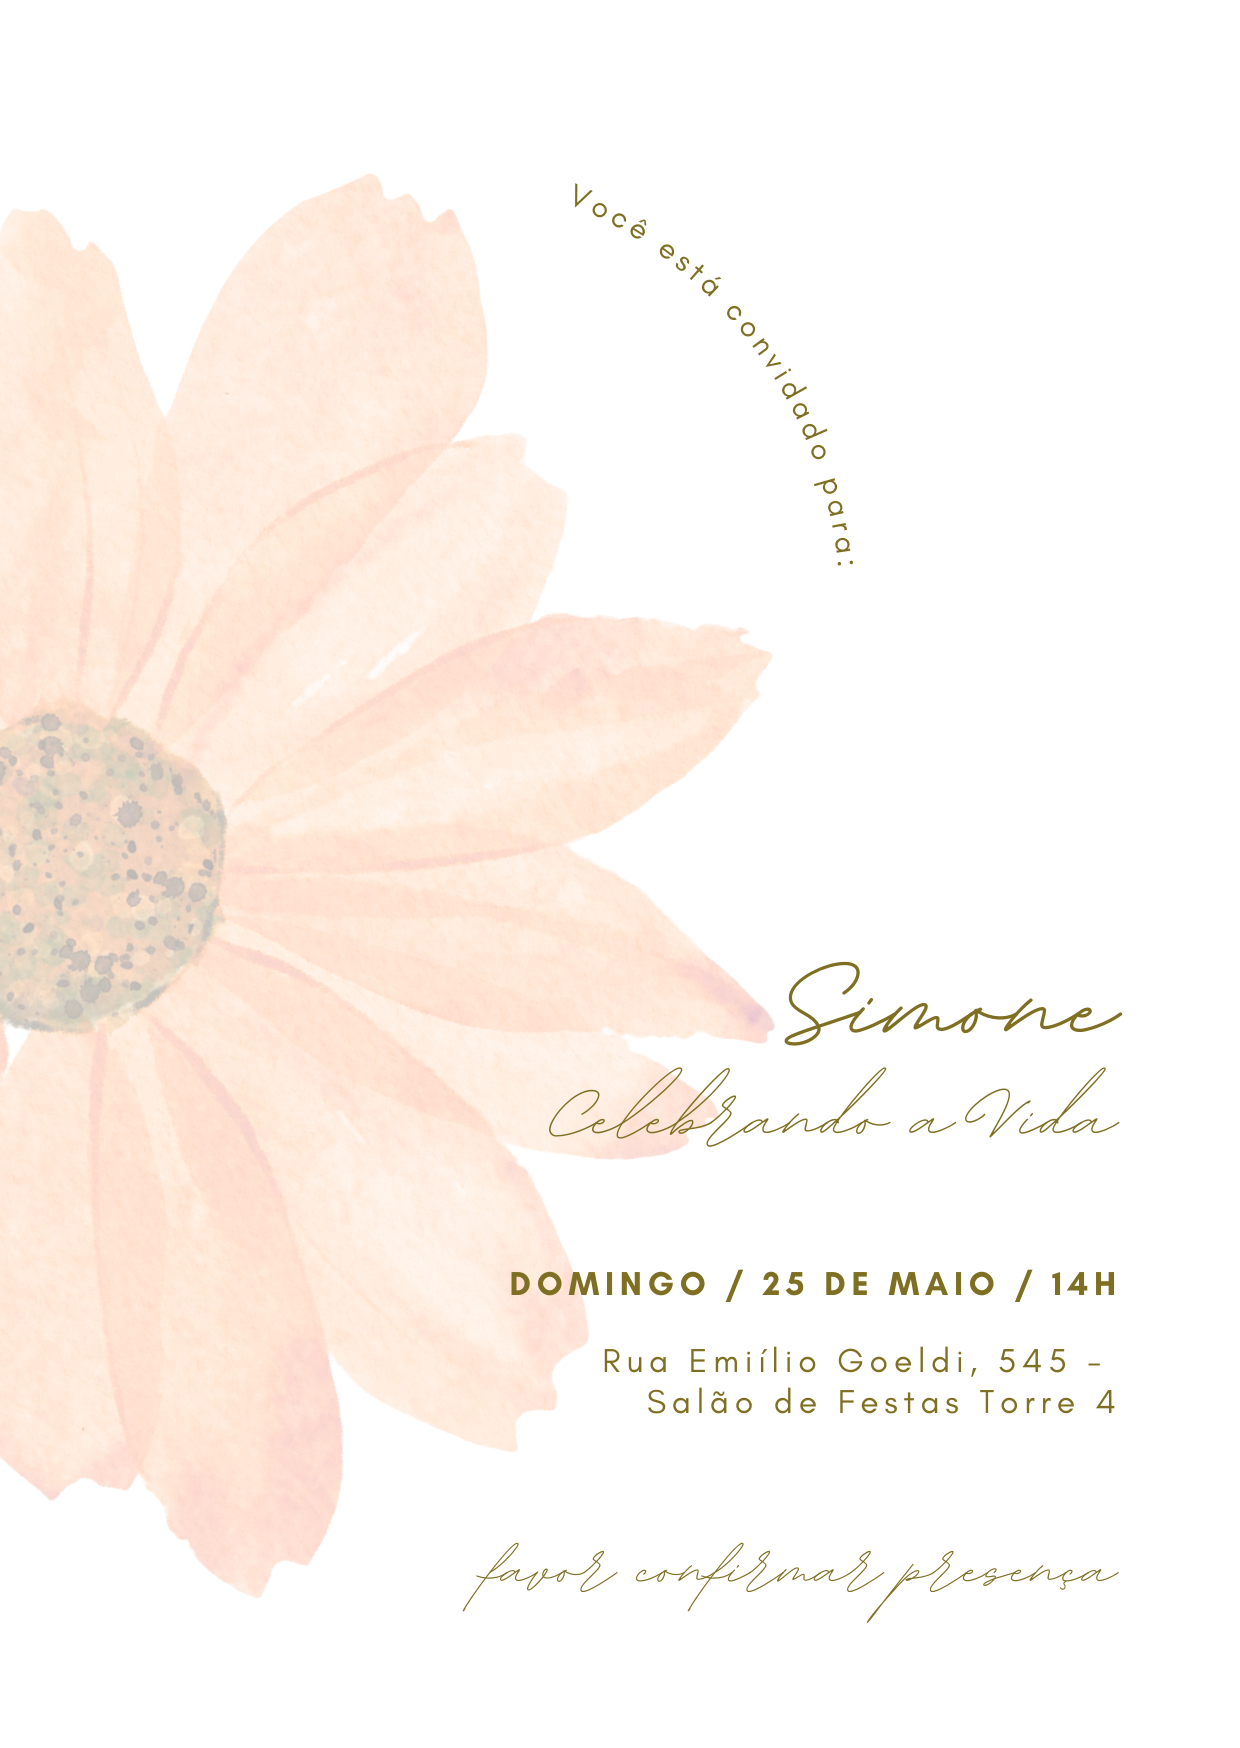 Você está convidado para:
Simone
Celebrando a Vida
DOMINGO / 25 DE MAIO / 14H
Rua Emiílio Goeldi, 545 -
Salão de Festas Torre 4
favor confirmar presença